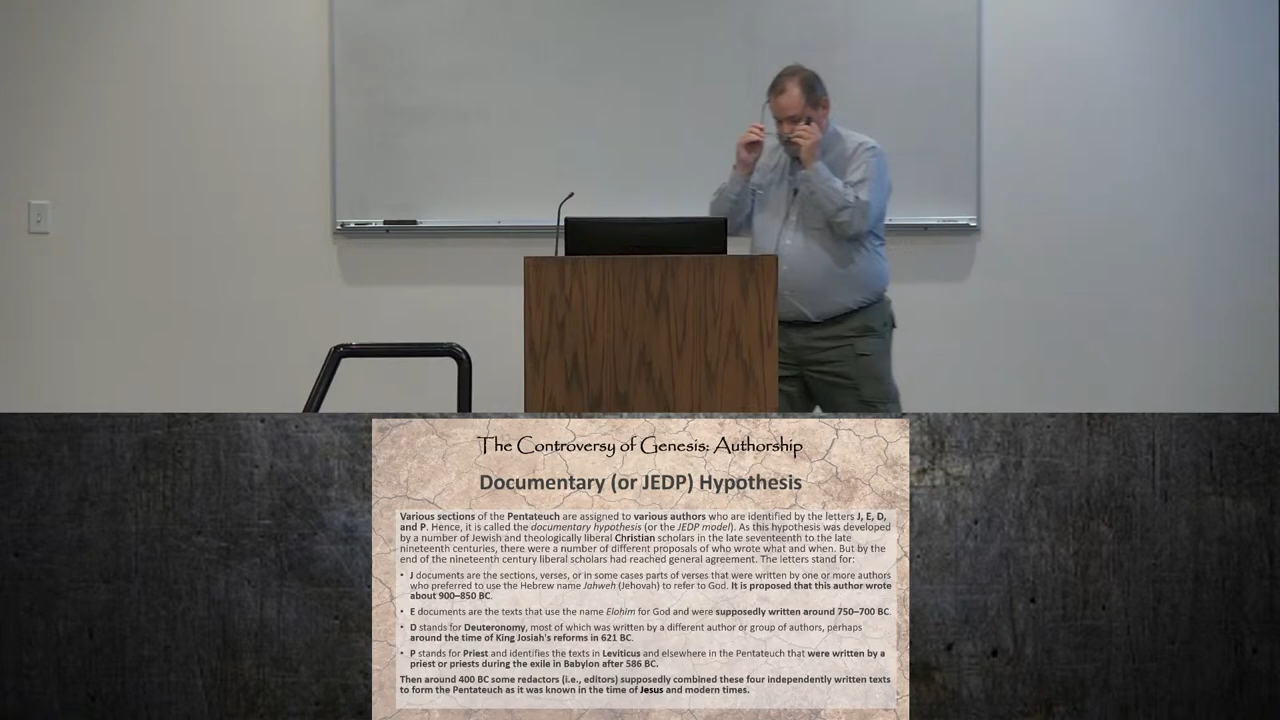 The Controversy of Genesis: Authorship
Documentary (or JEDP) Hypothesis
Various sections of the Pentateuch are assigned to various authors who are identified by the letters J, E, D,
and P. Hence, it is called the documentary hypothesis (or the JEDP model). As this hypothesis was developed
by a number of Jewish and theologically liberal Christian scholars in the late seventeenth to the late
nineteenth centuries, there were a number of different proposals of who wrote what and when. But by the
end of the nineteenth century liberal scholars had reached general agreement. The letters stand for:
• J documents are the sections, verses, or in some cases parts of verses that were written by one or more authors
who preferred to use the Hebrew name Jahweh (Jehovah) to refer to God. It is proposed that this author wrote
about 900–850 BC.
• E documents are the texts that use the name Elohim for God and were supposedly written around 750–700 BC.
• D stands for Deuteronomy, most of which was written by a different author or group of authors, perhaps
around the time of King Josiah's reforms in 621 BC.
• P stands for Priest and identifies the texts in Leviticus and elsewhere in the Pentateuch that were written by a
priest or priests during the exile in Babylon after 586 BC.
Then around 400 BC some redactors (i.e., editors) supposedly combined these four independently written texts
to form the Pentateuch as it was known in the time of Jesus and modern times.